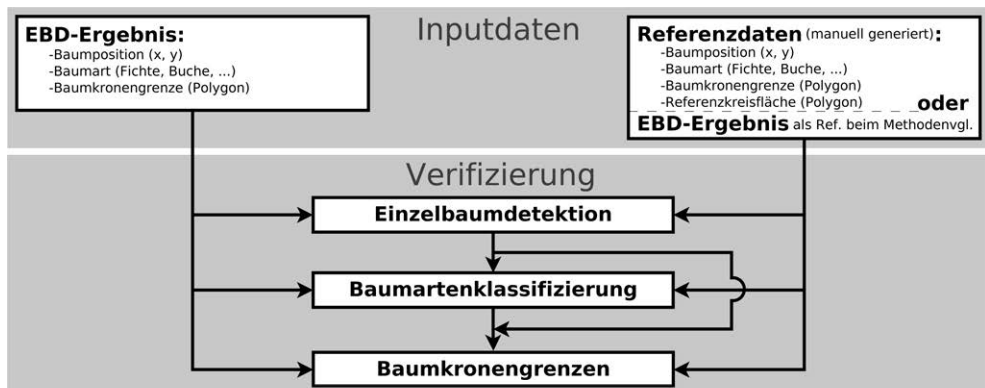 Inputdaten
EBD-Ergebnis:
-Baumposition (x, y)
-Baumart (Fichte, Buche, ...)
-Baumkronengrenze (Polygon)
Referenzdaten (manuell generiert):
-Baumposition (x, y)
-Baumart (Fichte, Buche, ...)
-Baumkronengrenze (Polygon)
-Referenzkreisfläche (Polygon) oder
EBD-Ergebnis als Ref. beim Methodenvgl.
Verifizierung
Einzelbaumdetektion
Baumartenklassifizierung
Baumkronengrenzen